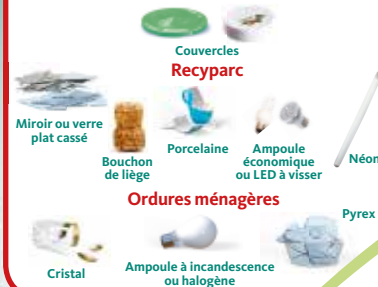 Couvercles
Recyparc
Miroir ou verre
plat cassé
Bouchon
de liège
Porcelaine
Ampoule
économique
ou LED à visser
Ordures ménagères
Pyrex
Cristal
Ampoule à incandescence
ou halogène